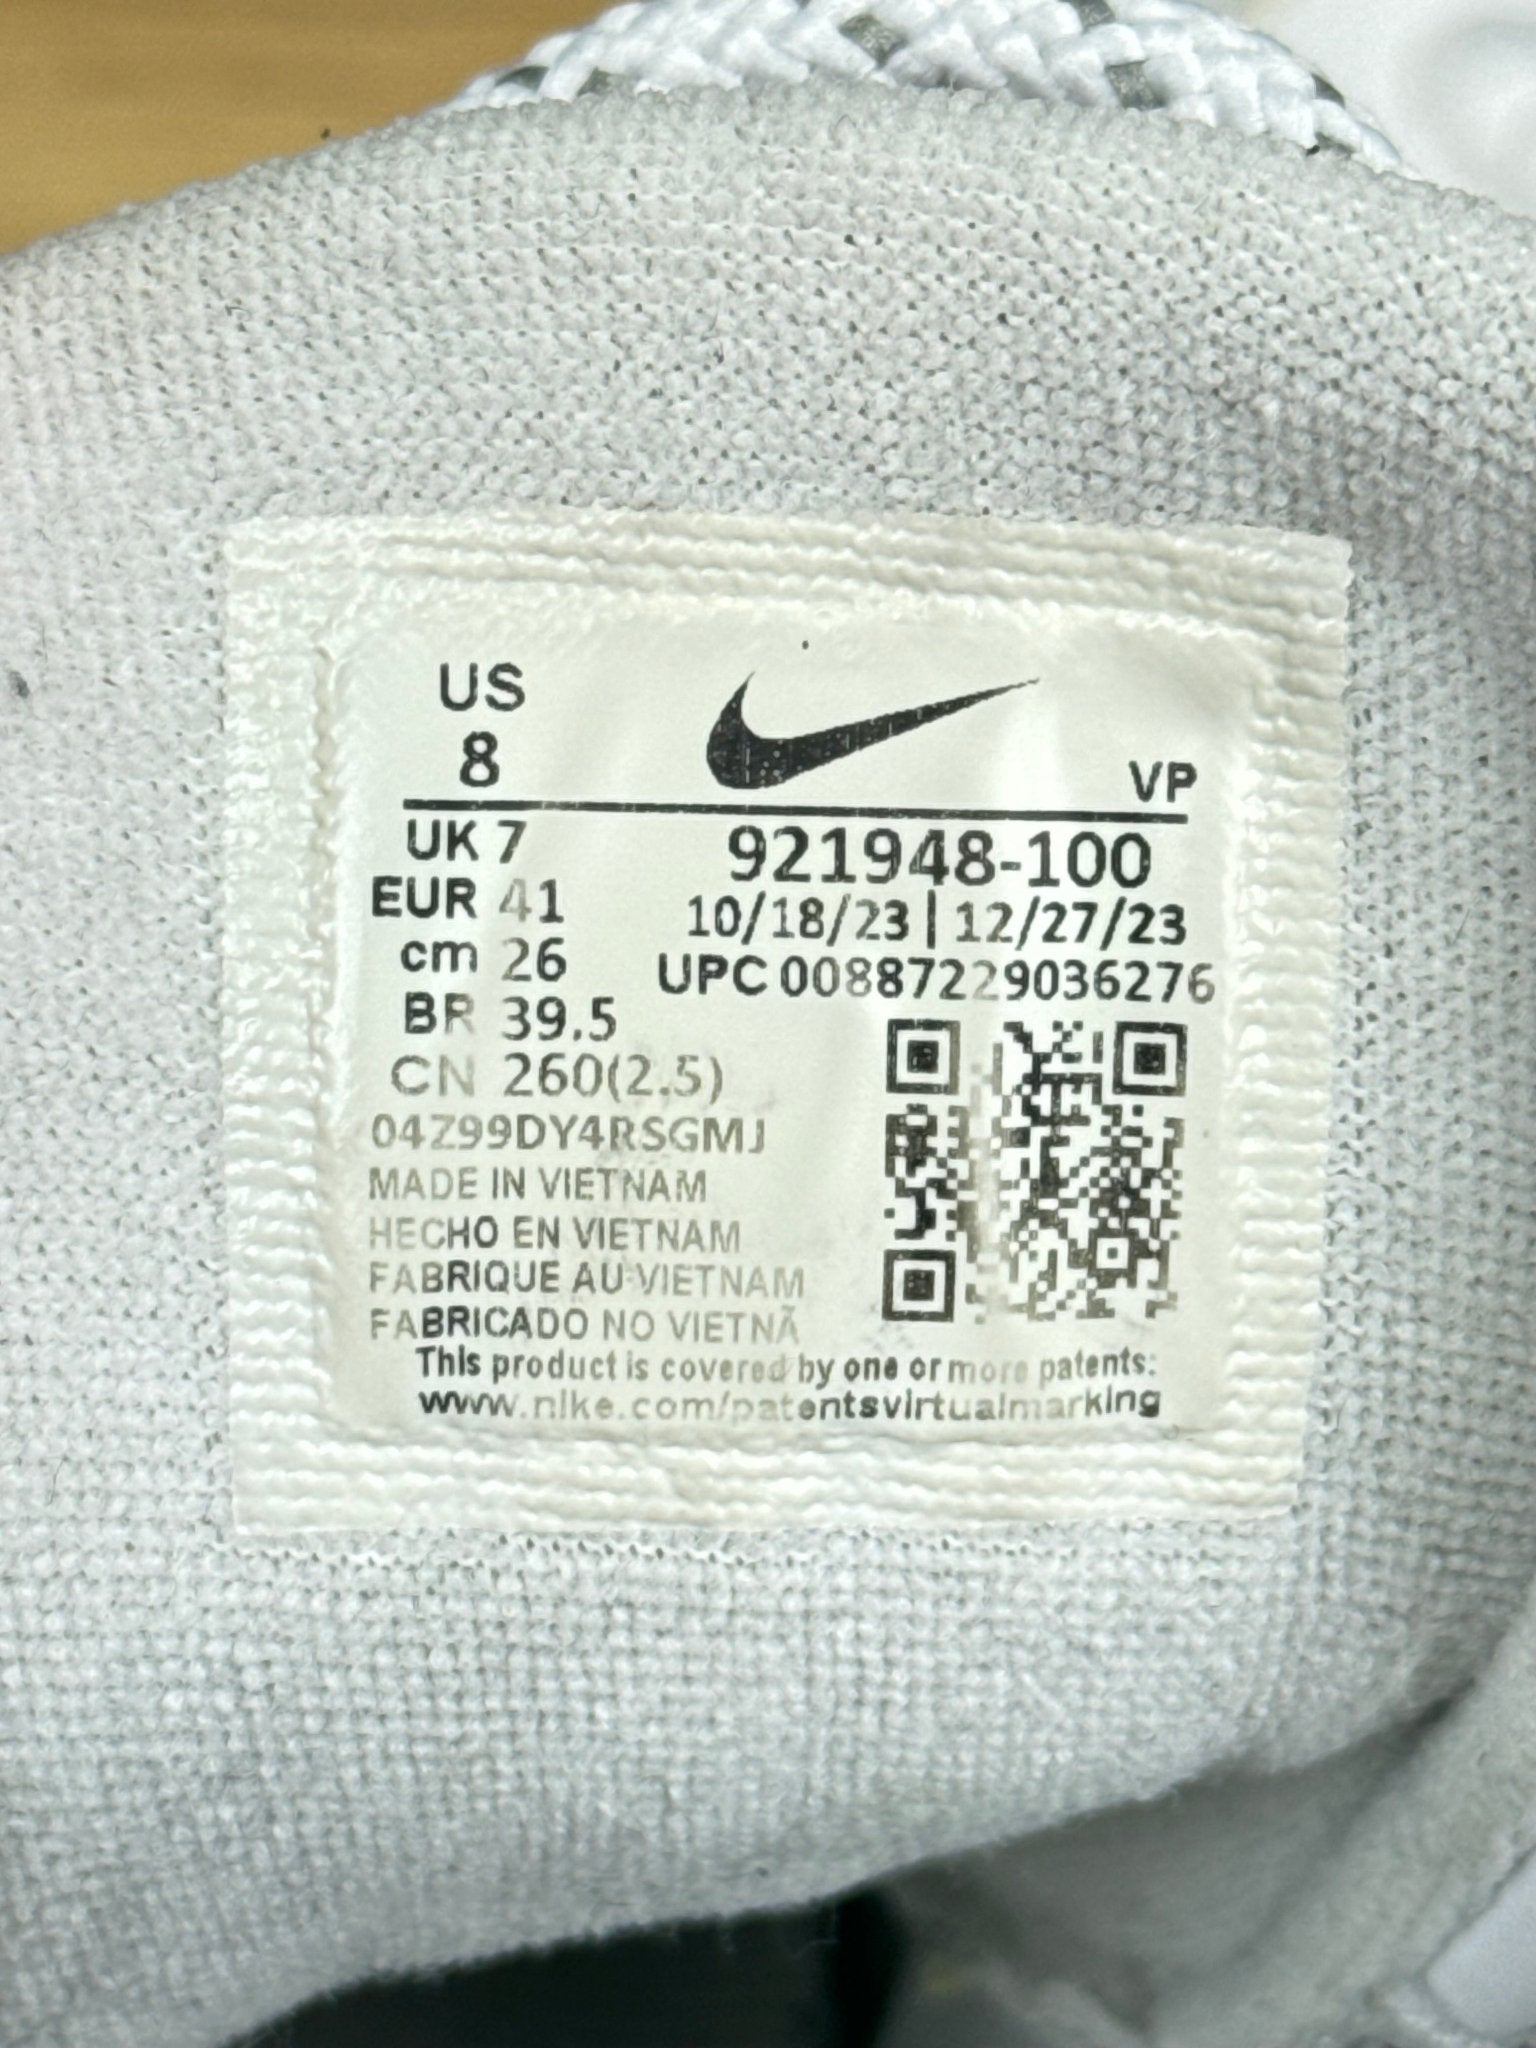 US
8
VP
UK 7
921948-100
EUR 41
10/18/23 | 12/27/23
cm 26
UPC 00887229036276
BR 39.5
CN 260(2.5)
04Z99DY4RSGMJ
MADE IN VIETNAM
HECHO EN VIETNAM
FABRIQUE AU VIETNAM
FABRICADO NO VIETNÃ
This product is covered by one or more patents:
www.nike.com/patentsvirtualmarking